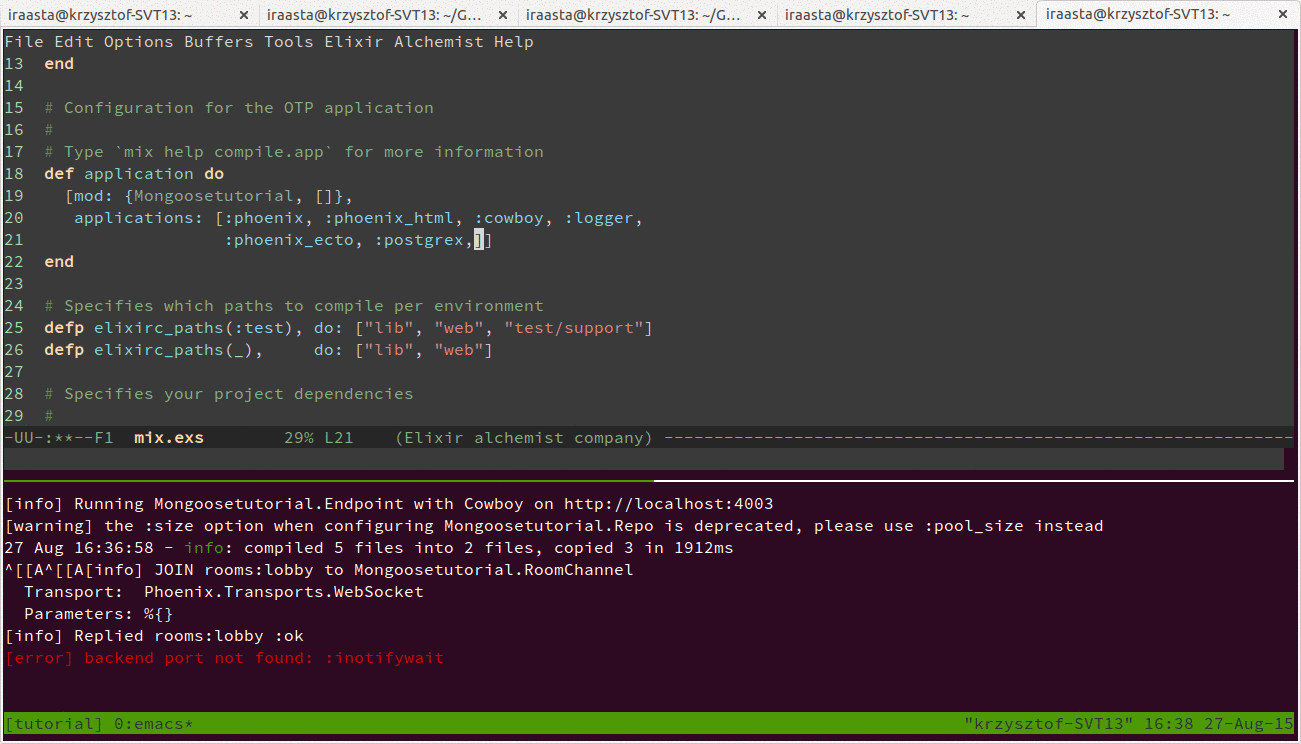 iraasta@krzysztof-SVT13: ~ × iraasta@krzysztof-SVT13: ~/G... × iraasta@krzysztof-SVT13: ~/G... × iraasta@krzysztof-SVT13: ~ × iraasta@krzysztof-SVT13: ~ ×
File Edit Options Buffers Tools Elixir Alchemist Help
13  end
14
15  # Configuration for the OTP application
16  #
17  # Type `mix help compile.app` for more information
18  def application do
19    [mod: {Mongoosetutorial, []},
20     applications: [:phoenix, :phoenix_html, :cowboy, :logger,
21                    :phoenix_ecto, :postgrex,]]
22  end
23
24  # Specifies which paths to compile per environment
25  defp elixirc_paths(:test), do: ["lib", "web", "test/support"]
26  defp elixirc_paths(_),     do: ["lib", "web"]
27
28  # Specifies your project dependencies
29  #
-UU-:**--F1  mix.exs        29% L21    (Elixir alchemist company) ---------------------------------------------------------------
[info] Running Mongoosetutorial.Endpoint with Cowboy on http://localhost:4003
[warning] the :size option when configuring Mongoosetutorial.Repo is deprecated, please use :pool_size instead
27 Aug 16:36:58 - info: compiled 5 files into 2 files, copied 3 in 1912ms
^[[A^[[A[info] JOIN rooms:lobby to Mongoosetutorial.RoomChannel
  Transport:  Phoenix.Transports.WebSocket
  Parameters: %{}
[info] Replied rooms:lobby :ok
[error] backend port not found: :inotifywait
[tutorial] 0:emacs* "krzysztof-SVT13" 16:38 27-Aug-15